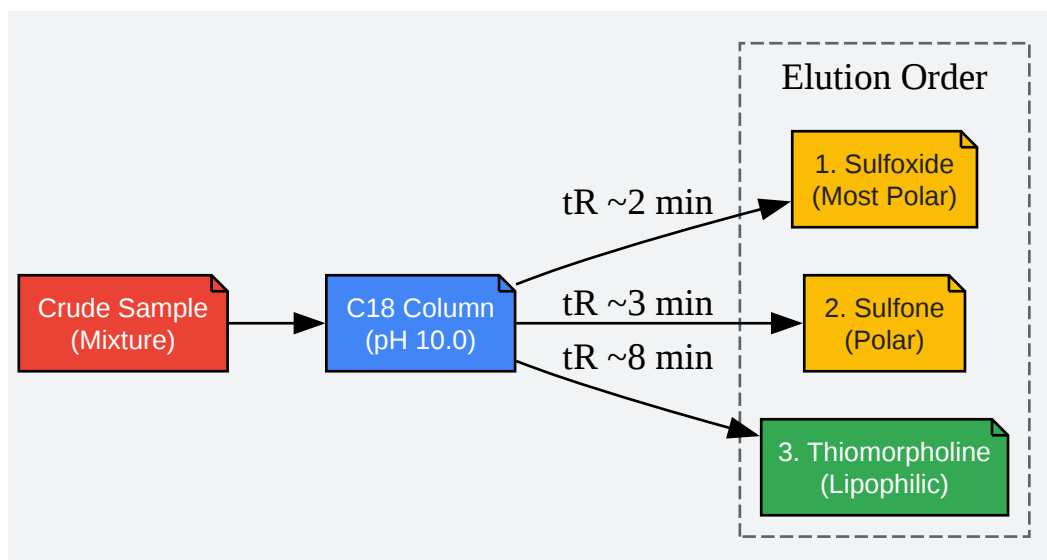 Elution Order
1. Sulfoxide
(Most Polar)
tR ~2 min
Crude Sample
(Mixture)
C18 Column
(pH 10.0)
tR ~3 min
2. Sulfone
(Polar)
tR ~8 min
3. Thiomorpholine
(Lipophilic)